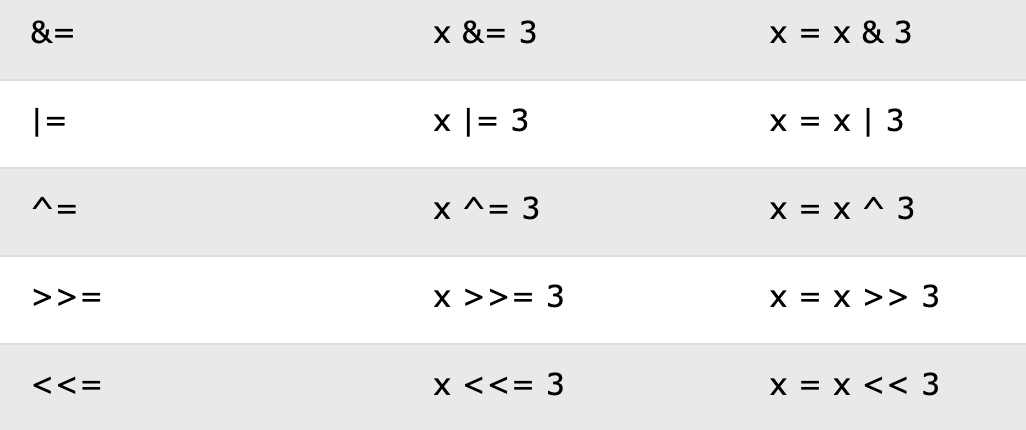 &= x &= 3 x = x & 3
|= x |= 3 x = x | 3
^= x ^= 3 x = x ^ 3
>>= x >>= 3 x = x >> 3
<<= x <<= 3 x = x << 3